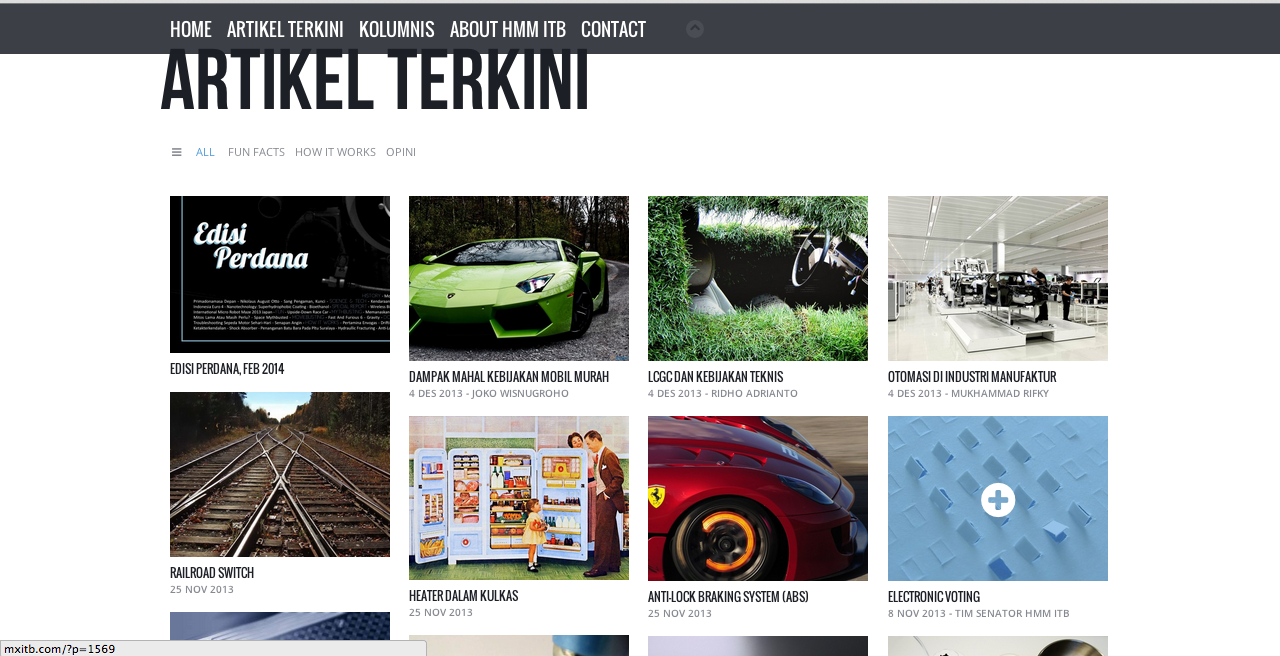 HOME ARTIKEL TERKINI KOLUMNIS ABOUT HMM ITB CONTACT
ARTIKEL TERKINI
ALL FUN FACTS HOW IT WORKS OPINI
Edisi
Perdana
EDISI PERDANA, FEB 2014
DAMPAK MAHAL KEBIJAKAN MOBIL MURAH
4 DES 2013 - JOKO WISNUGROHO
LCGC DAN KEBIJAKAN TEKNIS
4 DES 2013 - RIDHO ADRIANTO
OTOMASI DI INDUSTRI MANUFAKTUR
4 DES 2013 - MUKHAMMAD RIFKY
RAILROAD SWITCH
25 NOV 2013
HEATER DALAM KULKAS
25 NOV 2013
ANTI-LOCK BRAKING SYSTEM (ABS)
25 NOV 2013
ELECTRONIC VOTING
8 NOV 2013 - TIM SENATOR HMM ITB
mxitb.com/?p=1569